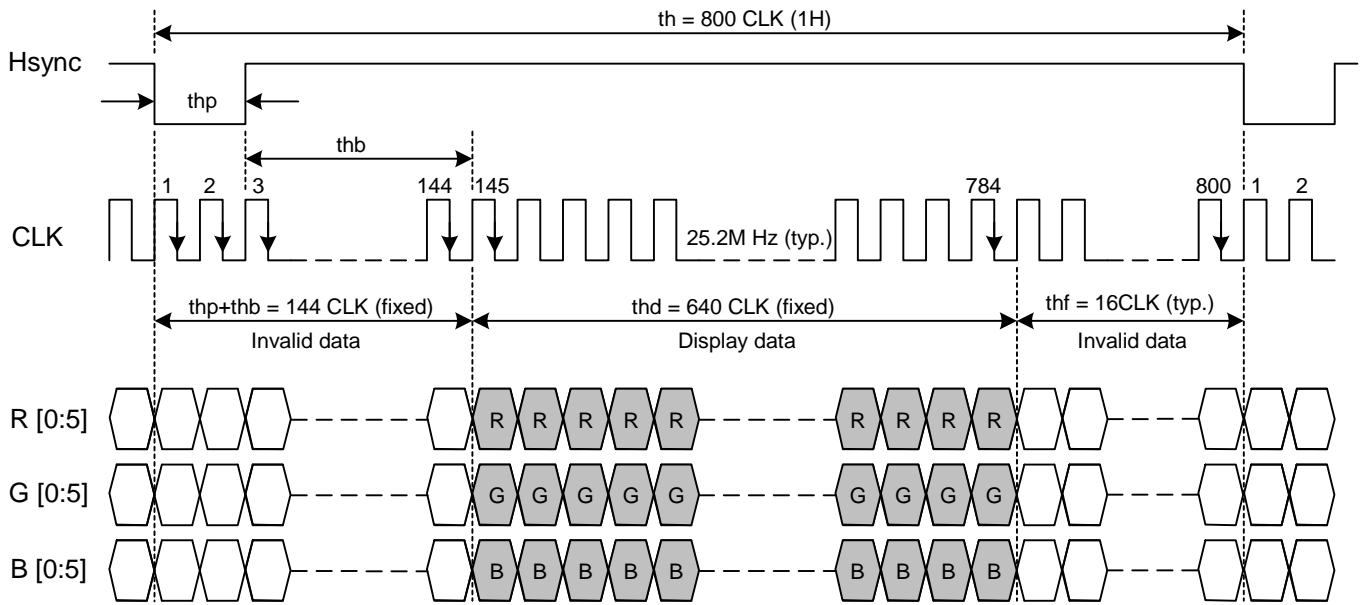 th = 800 CLK (1H)
Hsync
thp
thb
1 2 3 144 145 784 800 1 2
CLK
25.2M Hz (typ.)
thp+thb = 144 CLK (fixed) thd = 640 CLK (fixed) thf = 16CLK (typ.)
Invalid data Display data Invalid data
R [0:5] R R R R R R R R R
G [0:5] G G G G G G G G G
B [0:5] B B B B B B B B B